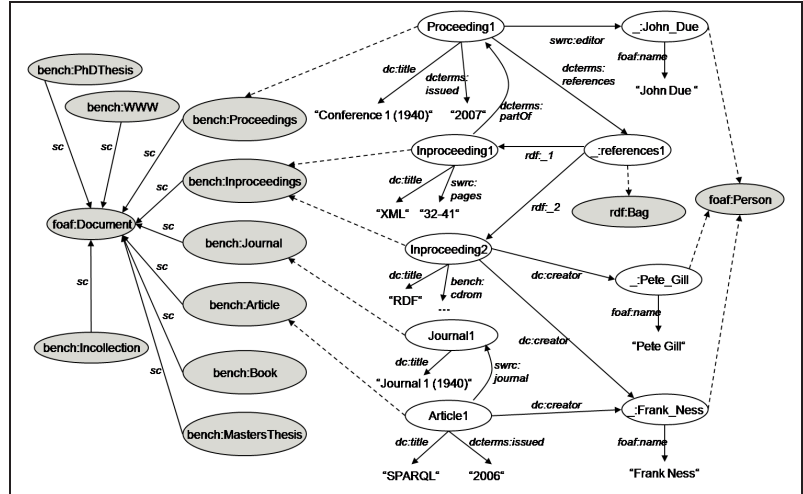 Proceeding1
_:John_Due
swrc:editor
foaf:name
"John Due"
dc:title
dcterms:
issued
dcterms:
references
dcterms:
partOf
"Conference 1 (1940)"
"2007"
bench:PhDThesis
bench:WWW
bench:Proceedings
sc
sc
sc
Inproceeding1
rdf:_1
_:references1
bench:Inproceedings
sc
dc:title
swrc:
pages
"XML"
"32-41"
rdf:_2
rdf:Bag
foaf:Person
foaf:Document
sc
bench:Journal
Inproceeding2
dc:creator
_:Pete_Gill
dc:title
bench:
cdrom
"RDF"
---
foaf:name
"Pete Gill"
sc
sc
bench:Article
sc
Journal1
dc:title
swrc:
journal
"Journal 1 (1940)"
dc:creator
bench:Incollection
bench:Book
sc
Article1
dc:creator
_:Frank_Ness
bench:MastersThesis
dc:title
dcterms:issued
"SPARQL"
"2006"
foaf:name
"Frank Ness"